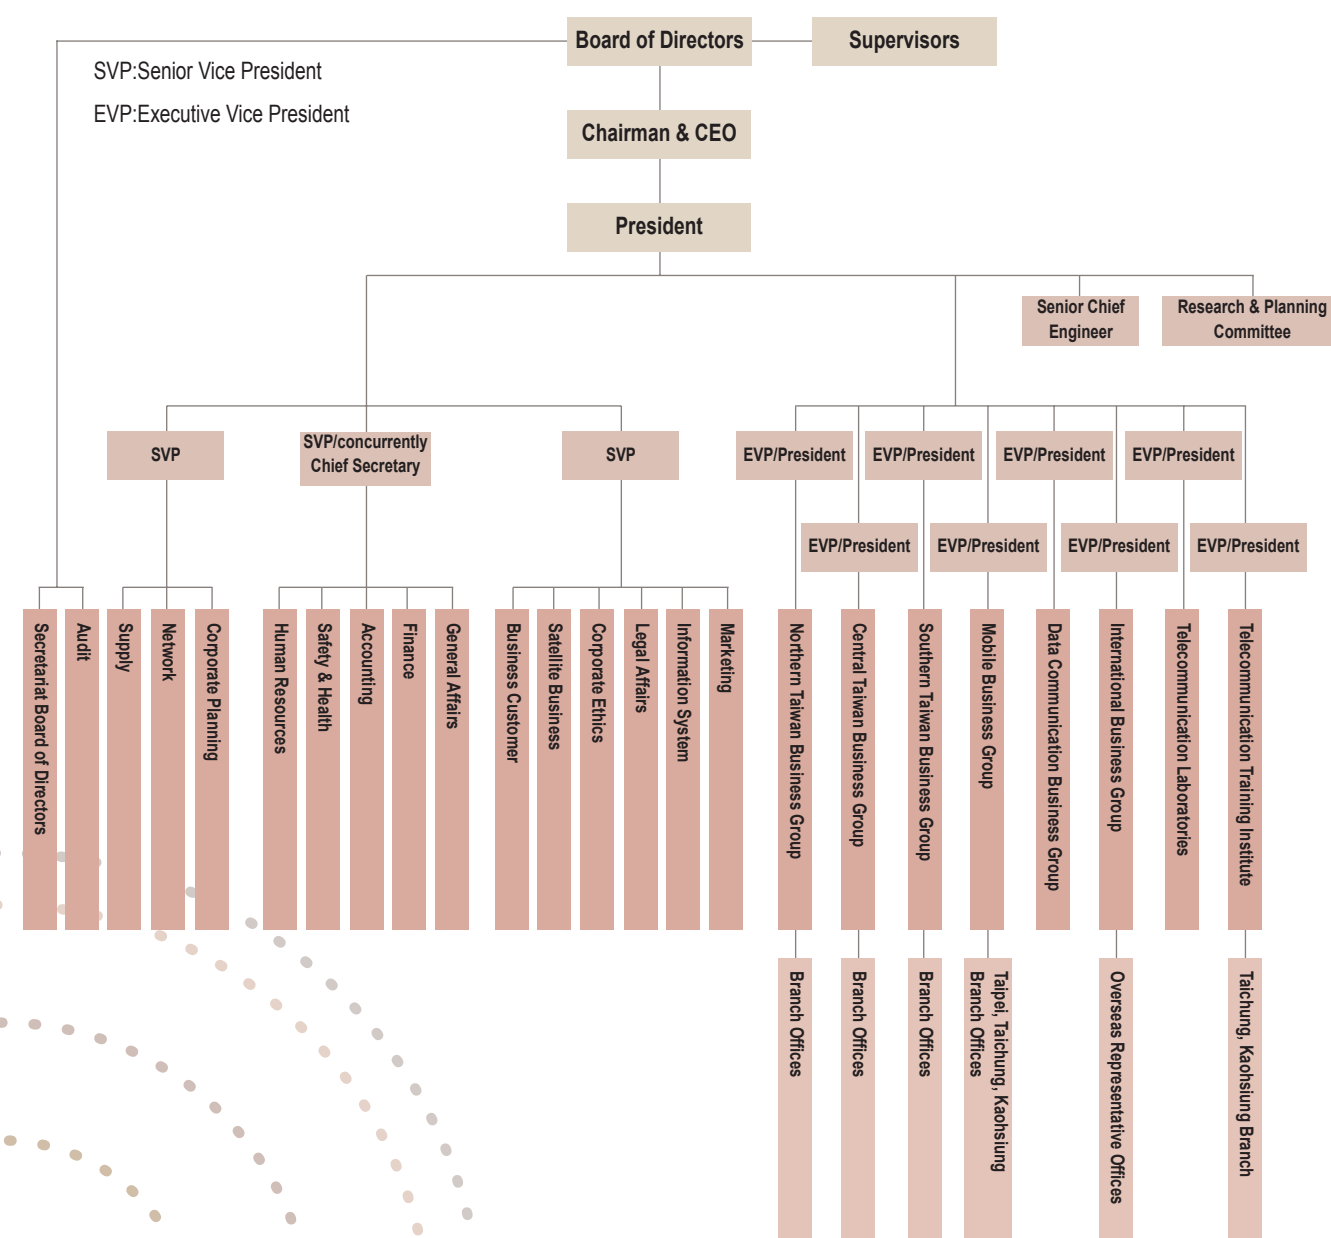 Board of Directors
Supervisors
SVP:Senior Vice President
EVP:Executive Vice President
Chairman & CEO
President
Senior Chief
Engineer
Research & Planning
Committee
SVP
SVP/concurrently
Chief Secretary
SVP
EVP/President
EVP/President
EVP/President
EVP/President
EVP/President
EVP/President
EVP/President
EVP/President
Secretariat Board of Directors
Audit
Supply
Network
Corporate Planning
Human Resources
Safety & Health
Accounting
Finance
General Affairs
Business Customer
Satellite Business
Corporate Ethics
Legal Affairs
Information System
Marketing
Northern Taiwan Business Group
Central Taiwan Business Group
Southern Taiwan Business Group
Mobile Business Group
Data Communication Business Group
International Business Group
Telecommunication Laboratories
Telecommunication Training Institute
Branch Offices
Branch Offices
Branch Offices
Taipei, Taichung, Kaohsiung
Branch Offices
Overseas Representative Offices
Taichung, Kaohsiung Branch